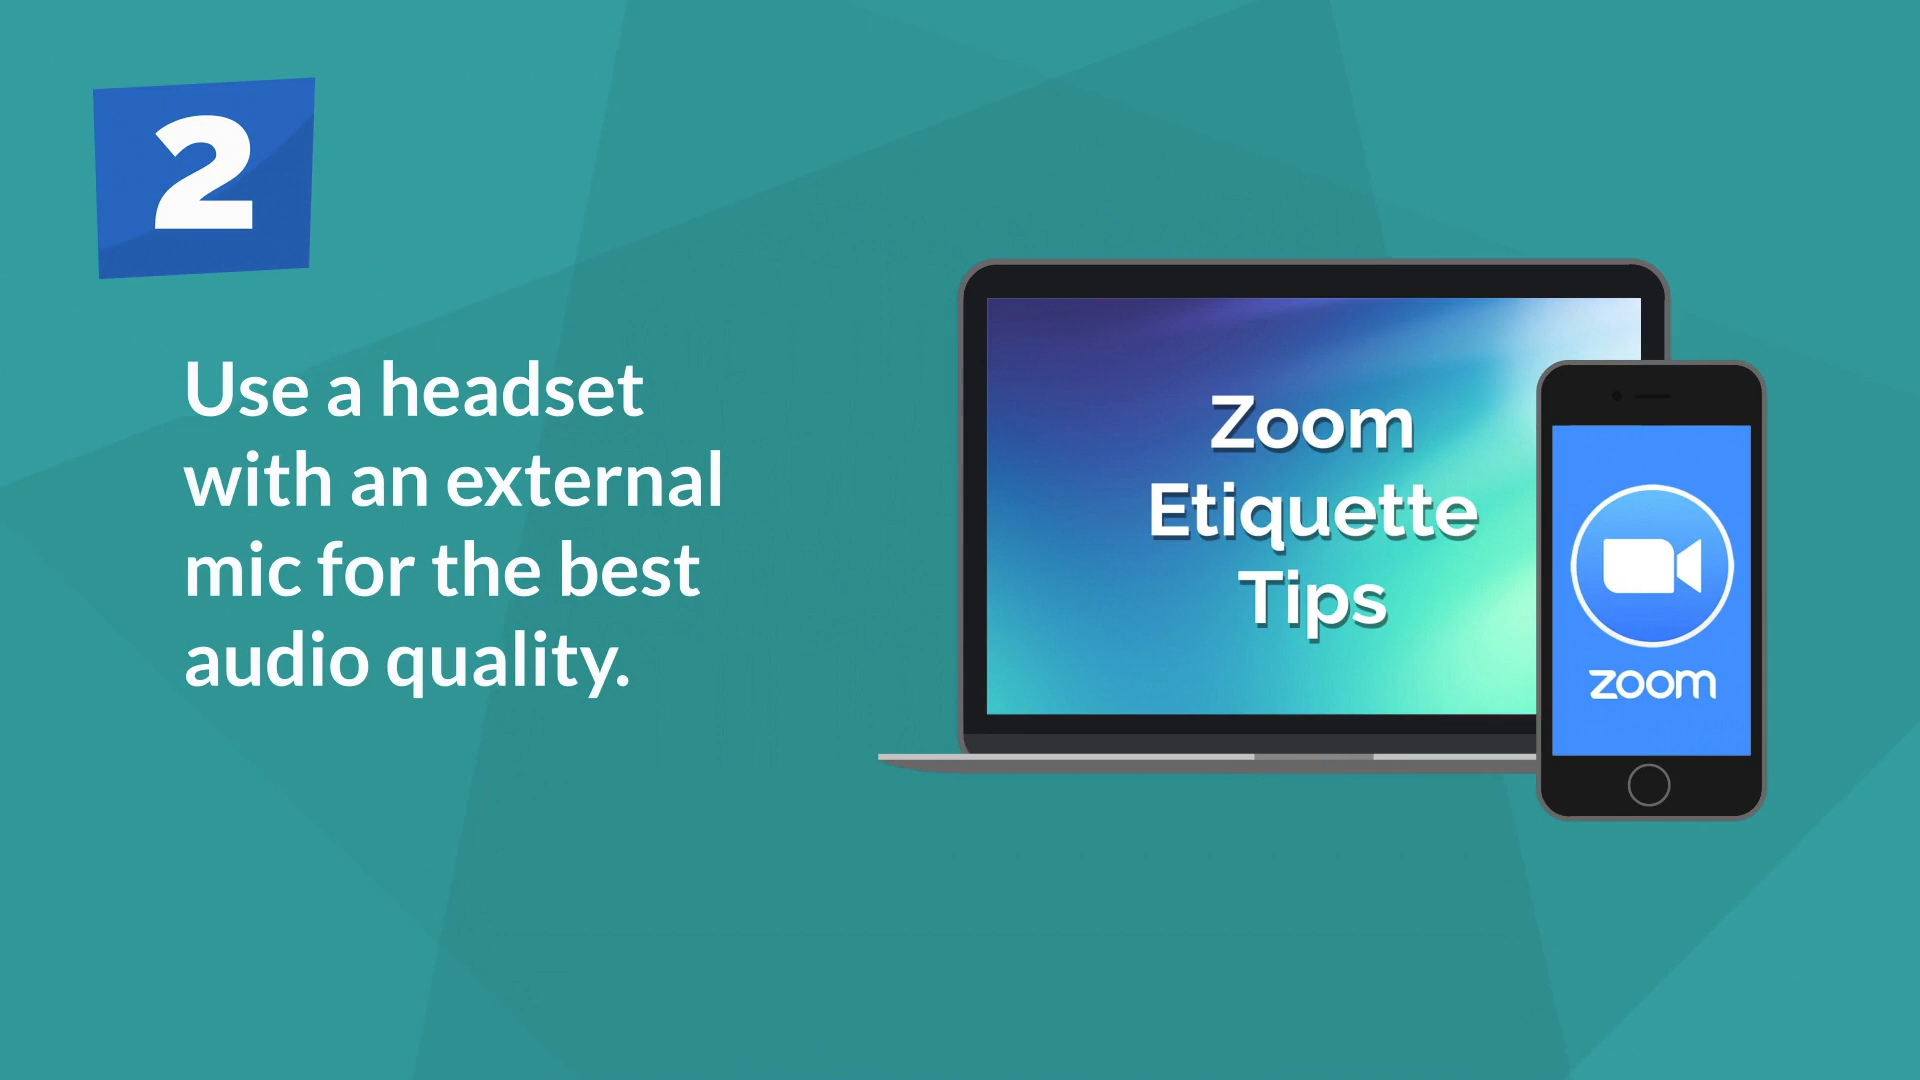 2
Use a headset
with an external
mic for the best
audio quality.
Zoom
Etiquette
Tips
zoom